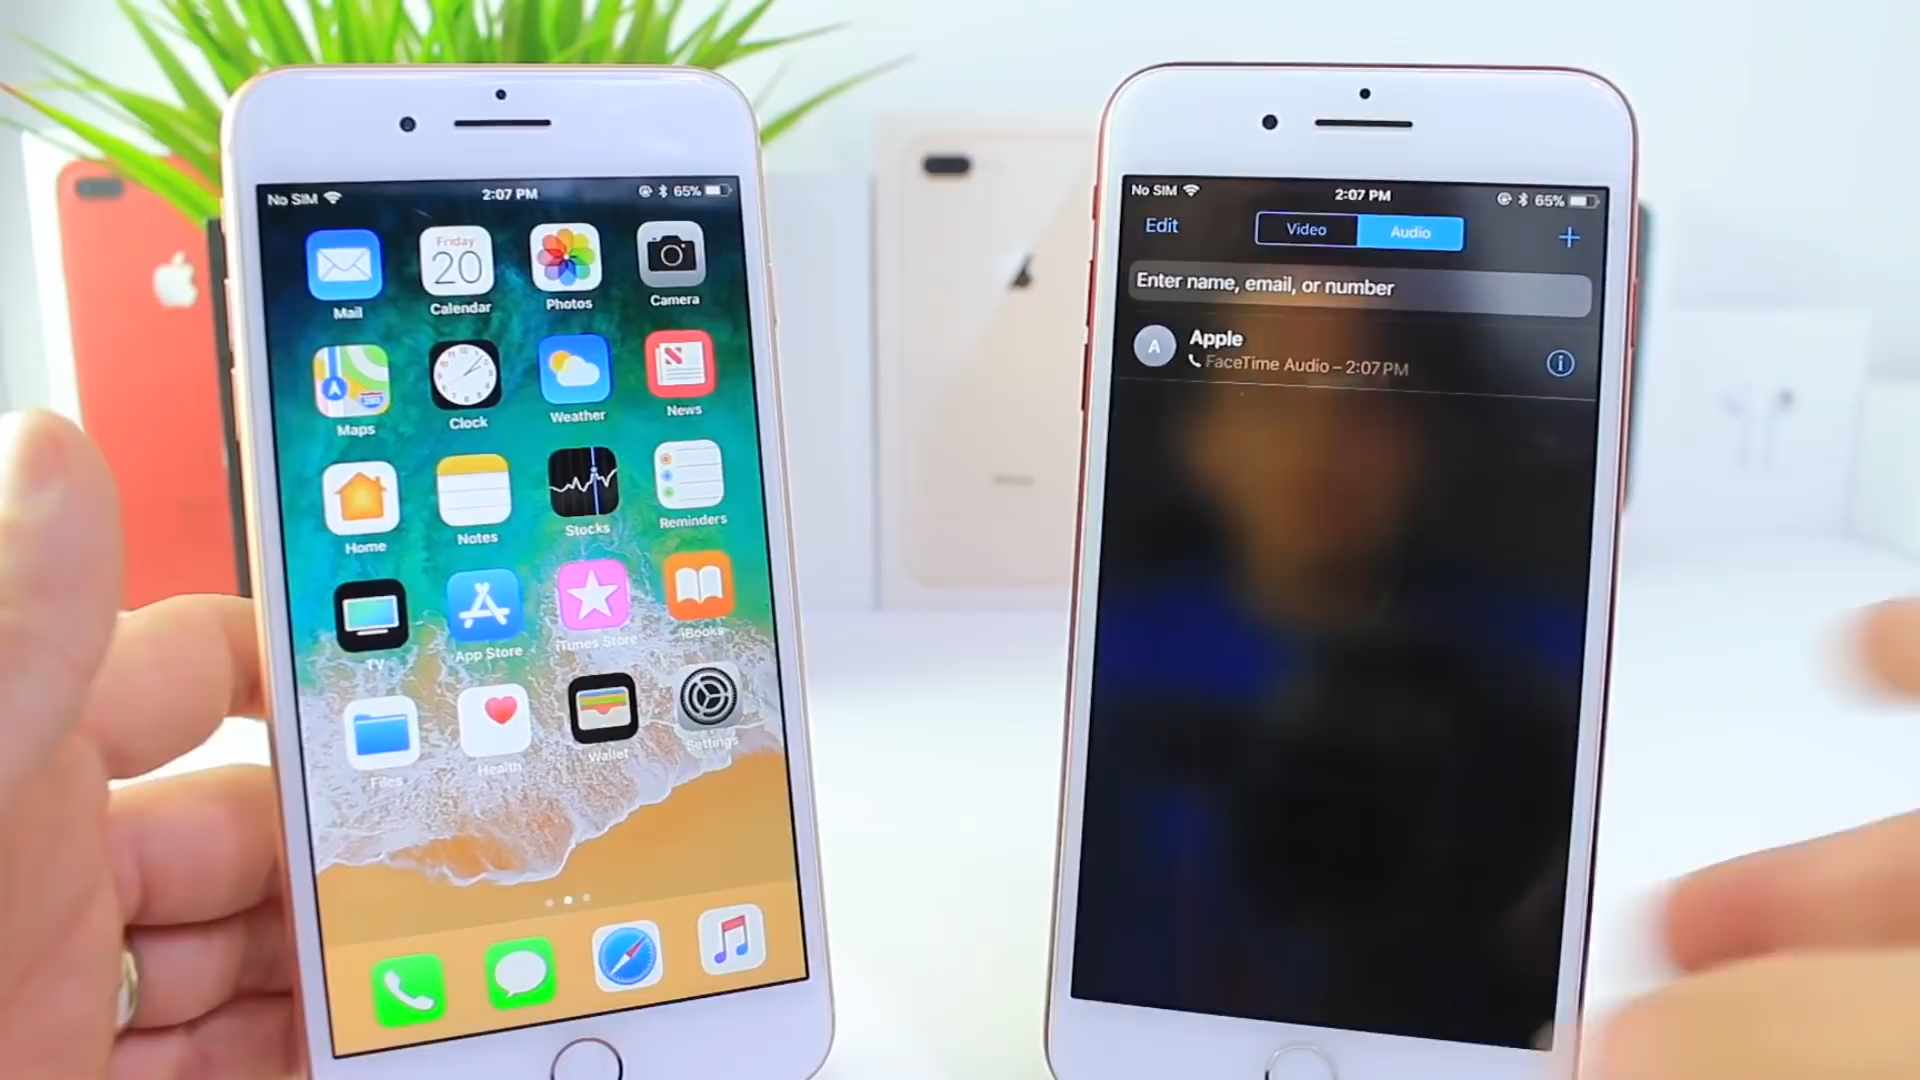 No SIM 2:07 PM 65%
Mail
Friday
20
Calendar
Photos
Camera
Maps
280
Clock
Weather
News
Home
Notes
Stocks
Reminders
TV
App Store
iTunes Store
iBooks
Files
Health
Wallet
Settings
No SIM 2:07 PM 65%
Edit Video Audio +
Enter name, email, or number
A
Apple
FaceTime Audio – 2:07 PM